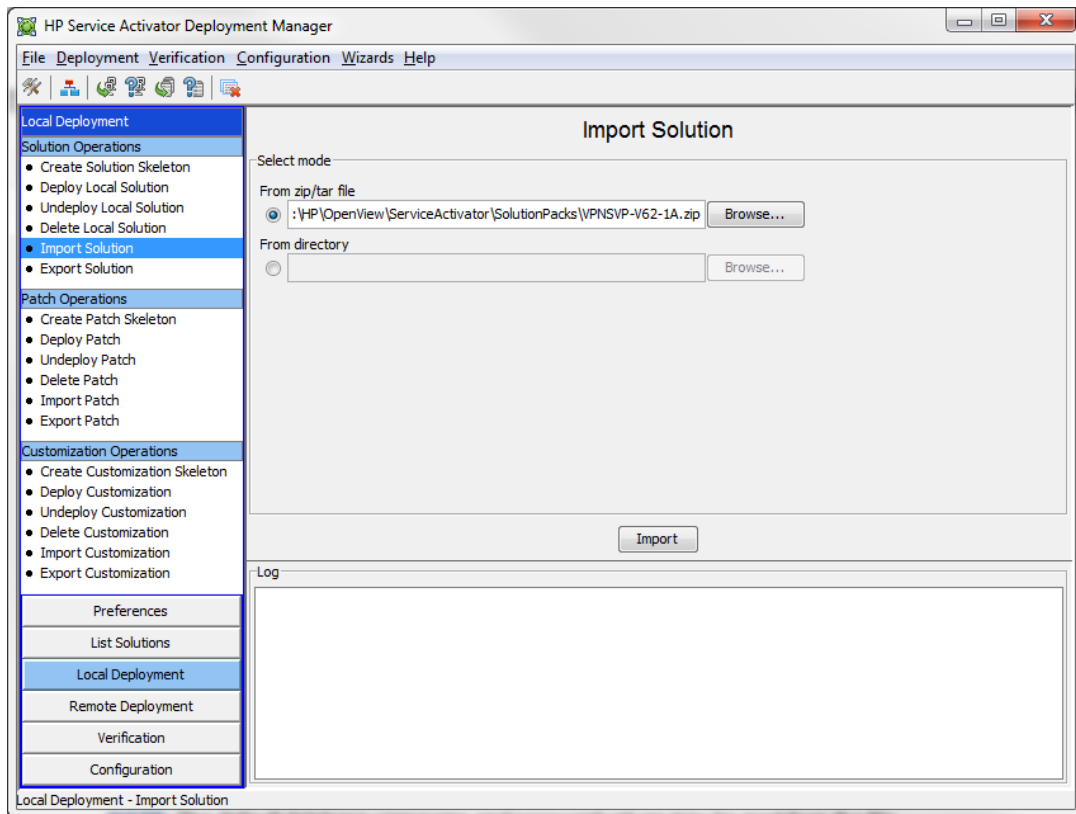 HP Service Activator Deployment Manager
File Deployment Verification Configuration Wizards Help
Local Deployment
Solution Operations
• Create Solution Skeleton
• Deploy Local Solution
• Undeploy Local Solution
• Delete Local Solution
• Import Solution
• Export Solution
Patch Operations
• Create Patch Skeleton
• Deploy Patch
• Undeploy Patch
• Delete Patch
• Import Patch
• Export Patch
Customization Operations
• Create Customization Skeleton
• Deploy Customization
• Undeploy Customization
• Delete Customization
• Import Customization
• Export Customization
Preferences
List Solutions
Local Deployment
Remote Deployment
Verification
Configuration
Import Solution
Select mode
From zip/tar file
:\HP\OpenView\ServiceActivator\SolutionPacks\VPNSVP-V62-1A.zip Browse...
From directory
Browse...
Import
Log
Local Deployment - Import Solution